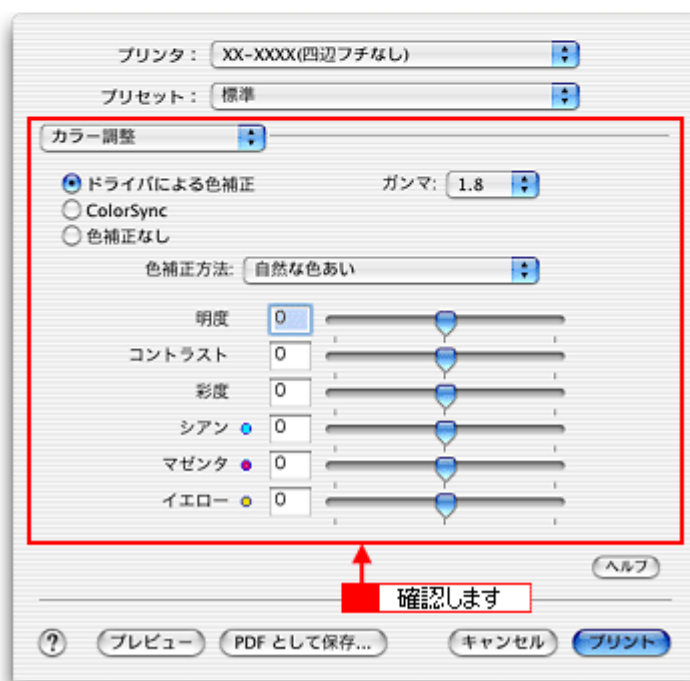 プリンタ： XX-XXXX(四辺フチなし)
プリセット： 標準
カラー調整
ドライバによる色補正 ガンマ: 1.8
ColorSync
色補正なし
色補正方法: 自然な色あい
明度 0
コントラスト 0
彩度 0
シアン 0
マゼンタ 0
イエロー 0
ヘルプ
確認します
? プレビュー PDF として保存... キャンセル プリント